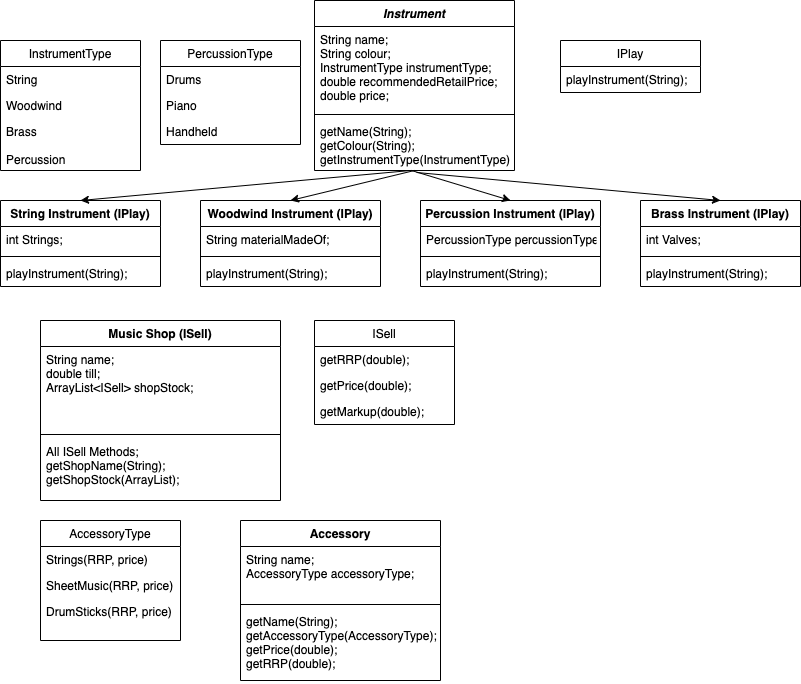 Instrument
String name;
String colour;
InstrumentType instrumentType;
double recommendedRetailPrice;
double price;
getName(String);
getColour(String);
getInstrumentType(InstrumentType)
InstrumentType
String
Woodwind
Brass
Percussion
PercussionType
Drums
Piano
Handheld
IPlay
playInstrument(String);
String Instrument (IPlay)
int Strings;
playInstrument(String);
Woodwind Instrument (IPlay)
String materialMadeOf;
playInstrument(String);
Percussion Instrument (IPlay)
PercussionType percussionType
playInstrument(String);
Brass Instrument (IPlay)
int Valves;
playInstrument(String);
Music Shop (ISell)
String name;
double till;
ArrayList<ISell> shopStock;
All ISell Methods;
getShopName(String);
getShopStock(ArrayList);
ISell
getRRP(double);
getPrice(double);
getMarkup(double);
AccessoryType
Strings(RRP, price)
SheetMusic(RRP, price)
DrumSticks(RRP, price)
Accessory
String name;
AccessoryType accessoryType;
getName(String);
getAccessoryType(AccessoryType);
getPrice(double);
getRRP(double);